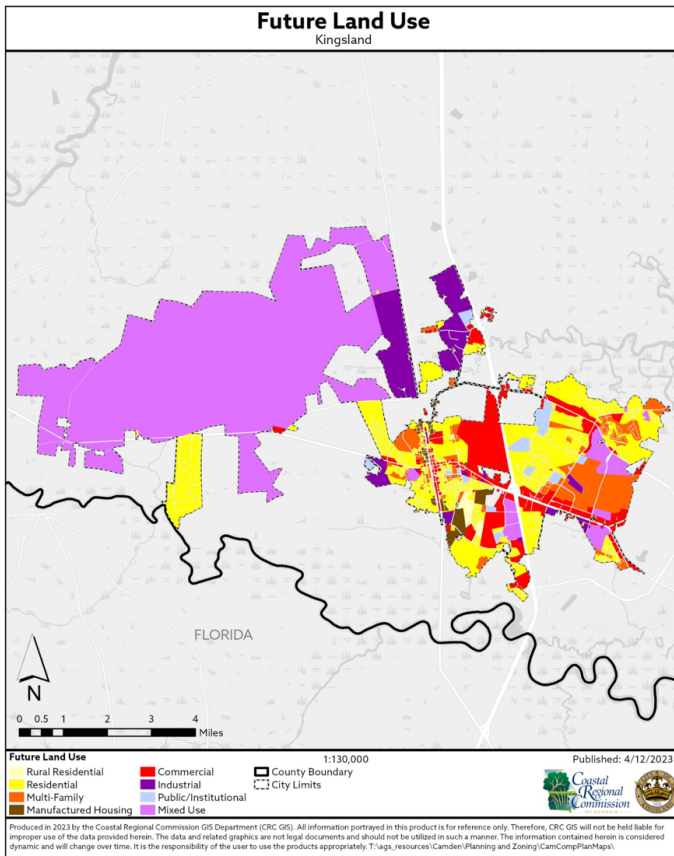 Future Land Use
Kingsland
FLORIDA
N
0 0.5 1 2 3 4
Miles
Future Land Use
1:130,000
Published: 4/12/2023
Rural Residential
Residential
Multi-Family
Manufactured Housing
Commercial
Industrial
Public/Institutional
Mixed Use
County Boundary
City Limits
Coastal
Regional
Commission
OF GEORGIA
Produced in 2023 by the Coastal Regional Commission GIS Department (CRC GIS). All information portrayed in this product is for reference only. Therefore, CRC GIS will not be held liable for
improper use of the data provided herein. The data and related graphics are not legal documents and should not be utilized in such a manner. The information contained herein is considered
dynamic and will change over time. It is the responsibility of the user to use the products appropriately. T:\ags_resources\Camden\Planning and Zoning\CamCompPlanMaps\